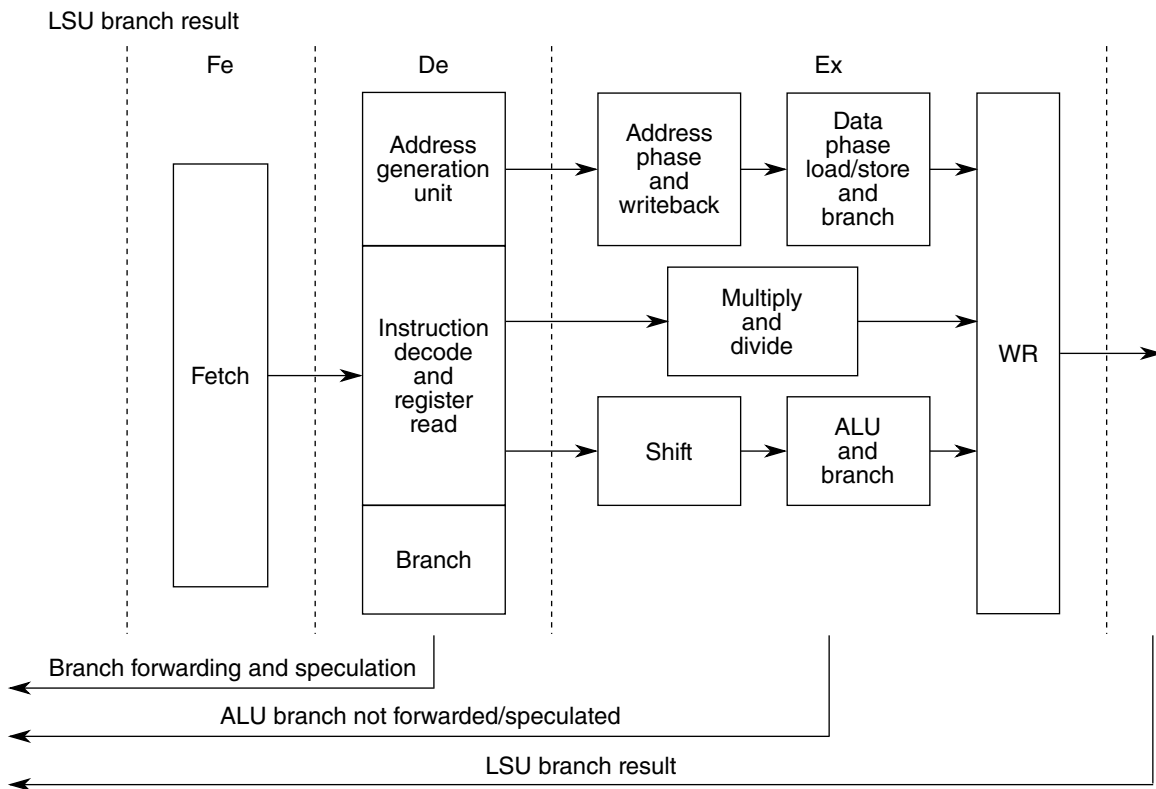 LSU branch result
Fe
De
Ex
Address
generation
unit
Address
phase
and
writeback
Data
phase
load/store
and
branch
Fetch
Instruction
decode
and
register
read
Multiply
and
divide
WR
Shift
ALU
and
branch
Branch
Branch forwarding and speculation
ALU branch not forwarded/speculated
LSU branch result